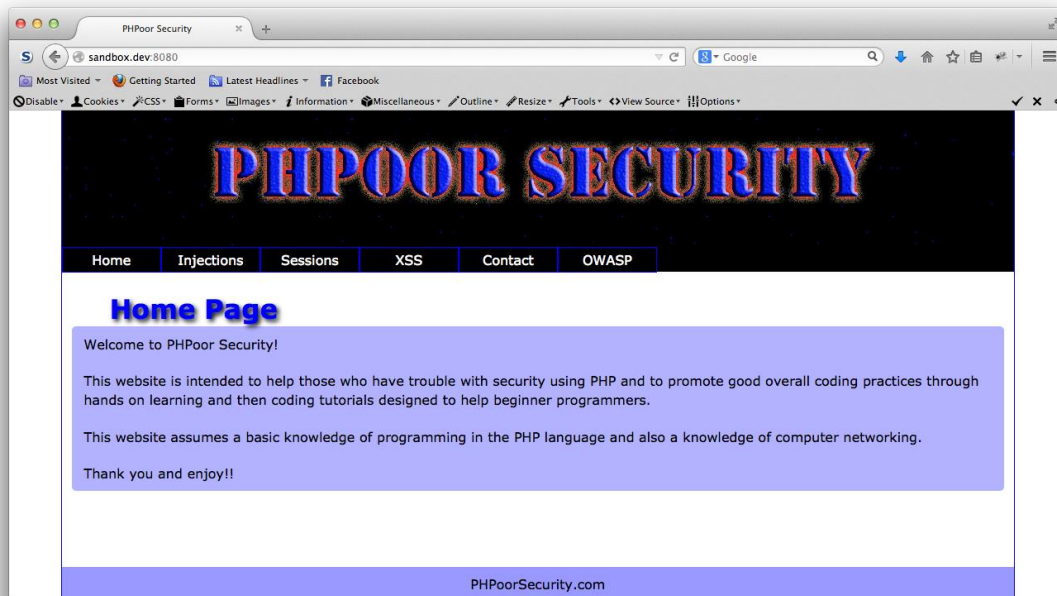 PHPoor Security
sandbox.dev:8080
Google
Most Visited
Getting Started
Latest Headlines
Facebook
Disable
Cookies
CSS
Forms
Images
Information
Miscellaneous
Outline
Resize
Tools
View Source
Options
PHPOOR SECURITY
Home
Injections
Sessions
XSS
Contact
OWASP
Home Page
Welcome to PHPoor Security!
This website is intended to help those who have trouble with security using PHP and to promote good overall coding practices through
hands on learning and then coding tutorials designed to help beginner programmers.
This website assumes a basic knowledge of programming in the PHP language and also a knowledge of computer networking.
Thank you and enjoy!!
PHPoorSecurity.com